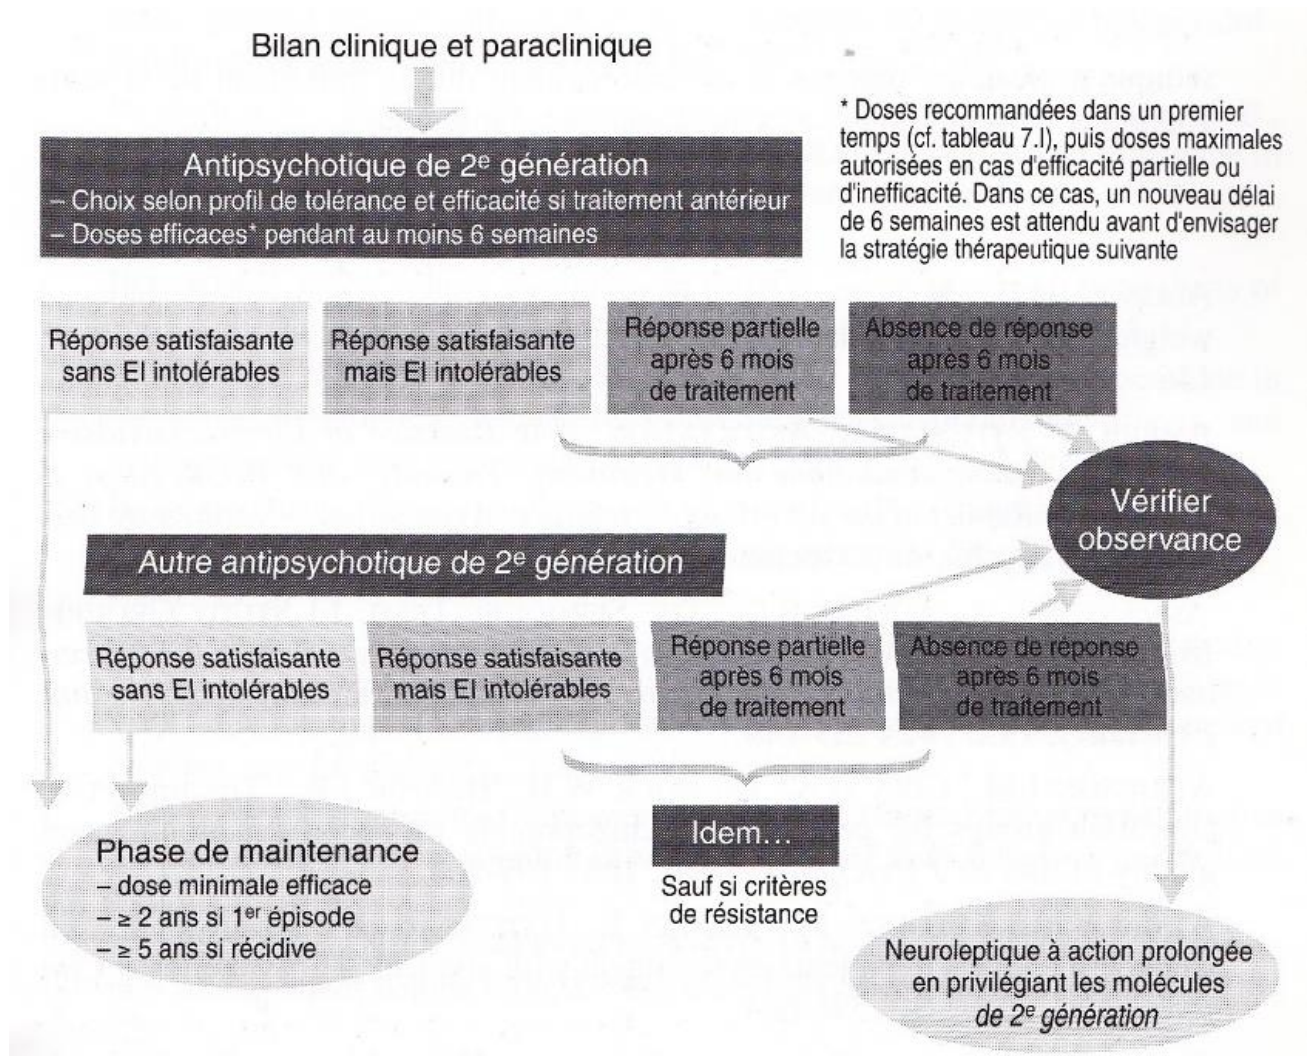 Bilan clinique et paraclinique
Antipsychotique de 2e génération
– Choix selon profil de tolérance et efficacité si traitement antérieur
– Doses efficaces* pendant au moins 6 semaines
* Doses recommandées dans un premier
temps (cf. tableau 7.I), puis doses maximales
autorisées en cas d'efficacité partielle ou
d'inefficacité. Dans ce cas, un nouveau délai
de 6 semaines est attendu avant d'envisager
la stratégie thérapeutique suivante
Réponse satisfaisante
sans EI intolérables
Réponse satisfaisante
mais EI intolérables
Réponse partielle
après 6 mois
de traitement
Absence de réponse
après 6 mois
de traitement
Vérifier
observance
Autre antipsychotique de 2e génération
Réponse satisfaisante
sans EI intolérables
Réponse satisfaisante
mais EI intolérables
Réponse partielle
après 6 mois
de traitement
Absence de réponse
après 6 mois
de traitement
Phase de maintenance
– dose minimale efficace
– ≥ 2 ans si 1er épisode
– ≥ 5 ans si récidive
Idem...
Sauf si critères
de résistance
Neuroleptique à action prolongée
en privilégiant les molécules
de 2e génération